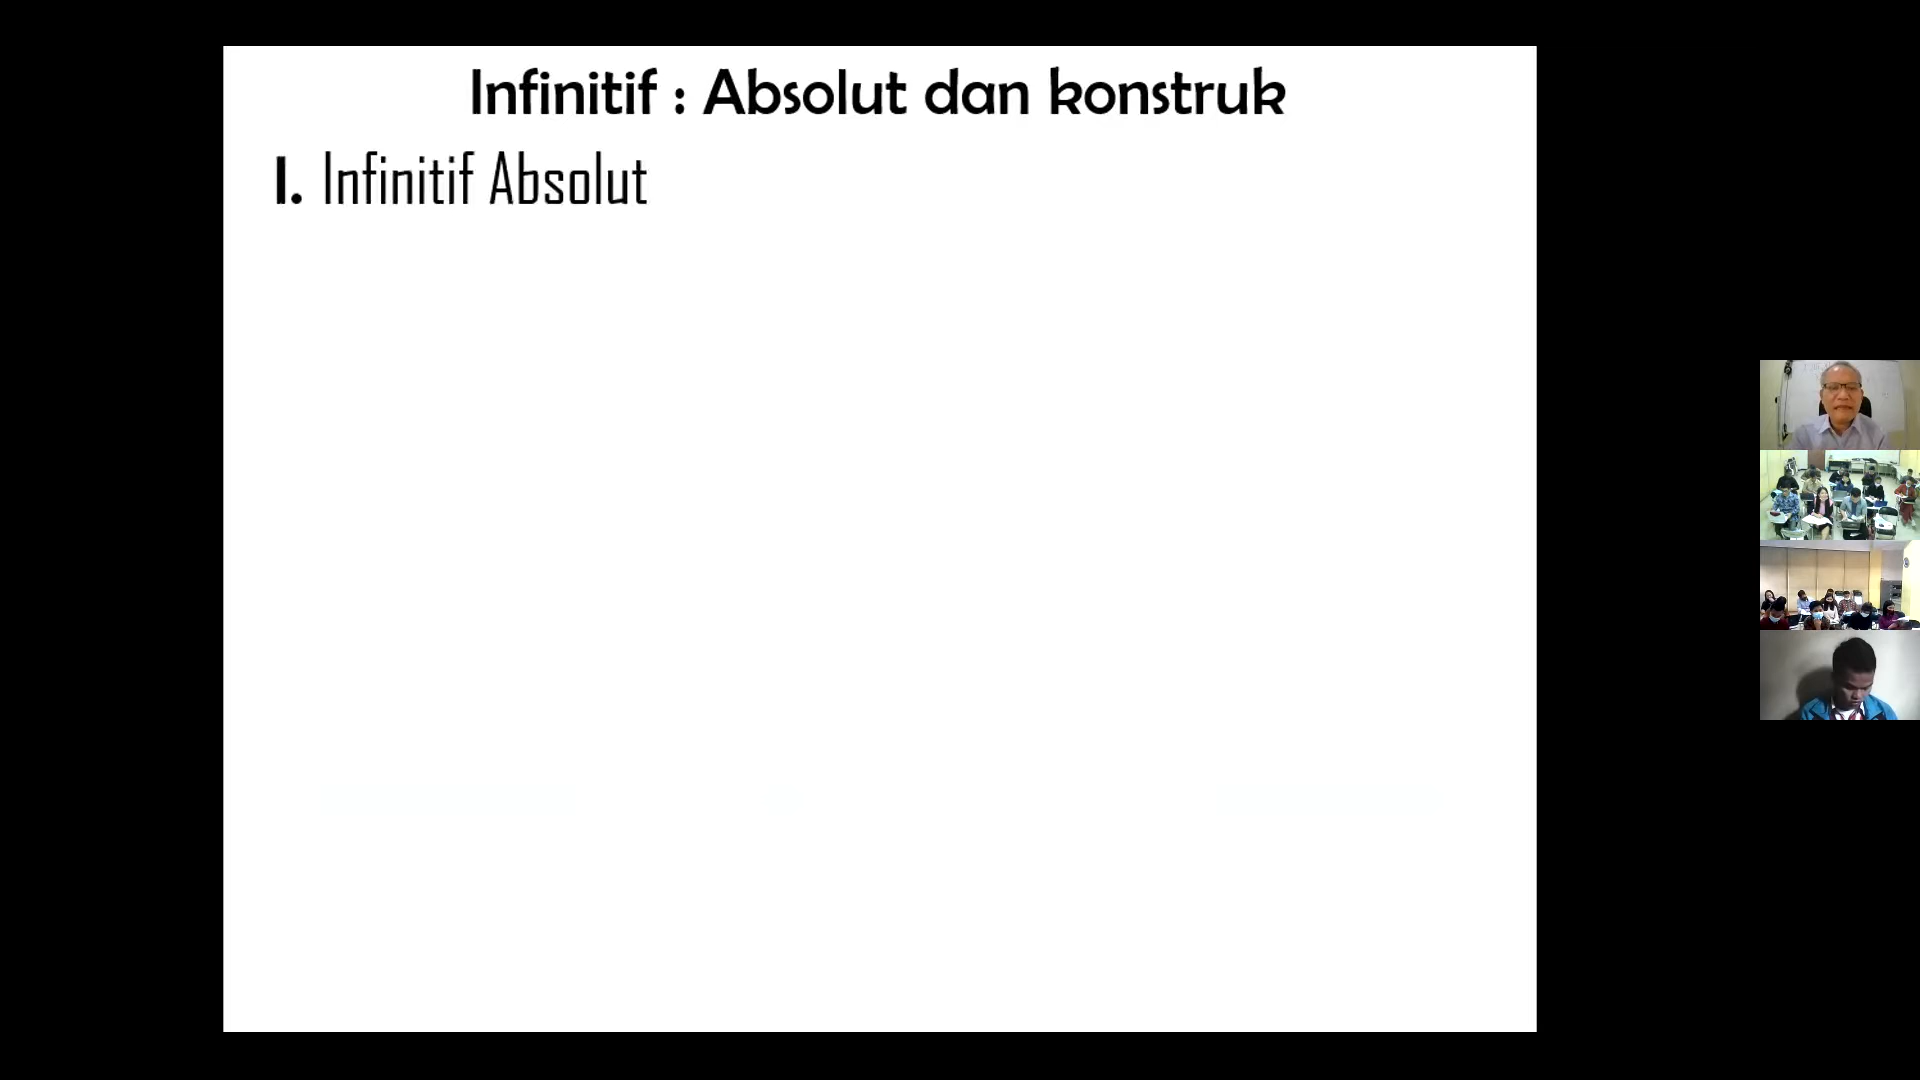 Infinitif : Absolut dan konstruk
I. Infinitif Absolut